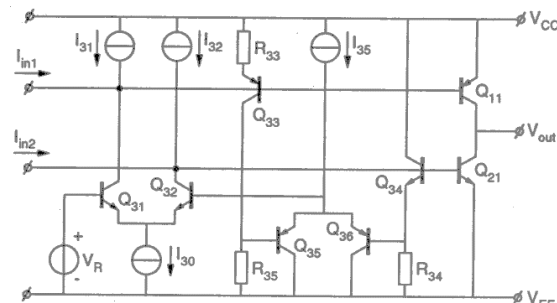 I31
I32
I35
VCC
R33
Iin1
Q11
Q33
Vout
Iin2
Q32
Q34
Q21
Q31
VR
+
-
I30
Q35
Q36
R35
R34
VEE